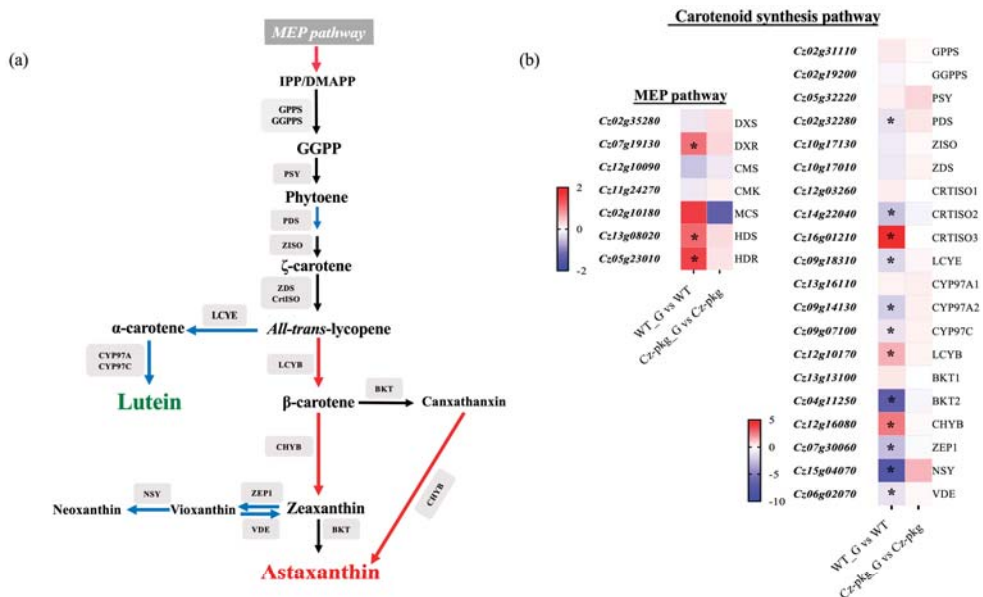 (a)
MEP pathway
IPP/DMAPP
GPPS
GGPPS
GGPP
PSY
Phytoene
PDS
ZISO
ζ-carotene
ZDS
CrtISO
LCYE
α-carotene
All-trans-lycopene
CYP97A
CYP97C
LCYB
Lutein
β-carotene
BKT
Canxathanxin
CHYB
CHYB
NSY
ZEP1
Neoxanthin
Vioxanthin
Zeaxanthin
VDE
BKT
Astaxanthin
(b)
Carotenoid synthesis pathway
MEP pathway
Cz02g35280 DXS
Cz07g19130 * DXR
Cz12g10090 CMS
Cz11g24270 CMK
Cz02g10180 MCS
Cz13g08020 * HDS
Cz05g23010 * HDR
2
0
-2
WT_G vs WT
Cz-pkg_G vs Cz-pkg
Cz02g31110 GPPS
Cz02g19200 GGPPS
Cz05g32220 PSY
Cz02g32280 * PDS
Cz10g17130 ZISO
Cz10g17010 ZDS
Cz12g03260 CRTISO1
Cz14g22040 * CRTISO2
Cz16g01210 * CRTISO3
Cz09g18310 * LCYE
Cz13g16110 CYP97A1
Cz09g14130 * CYP97A2
Cz09g07100 * CYP97C
Cz12g10170 * LCYB
Cz13g13100 BKT1
Cz04g11250 * BKT2
Cz12g16080 * CHYB
Cz07g30060 * ZEP1
Cz15g04070 * NSY
Cz06g02070 * VDE
5
0
-5
-10
WT_G vs WT
Cz-pkg_G vs Cz-pkg